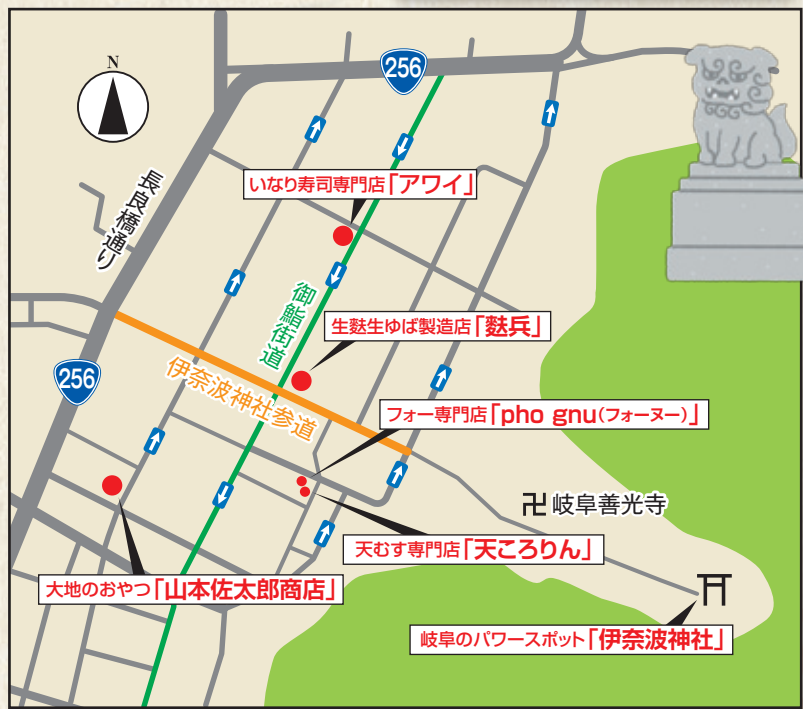 N
256
長良橋通り
いなり寿司専門店「アワイ」
御鮨街道
生麩生ゆば製造店「麩兵」
256
伊奈波神社参道
フォー専門店「pho gnu(フォーヌー)」
卍岐阜善光寺
天むす専門店「天ころりん」
大地のおやつ「山本佐太郎商店」
岐阜のパワースポット「伊奈波神社」